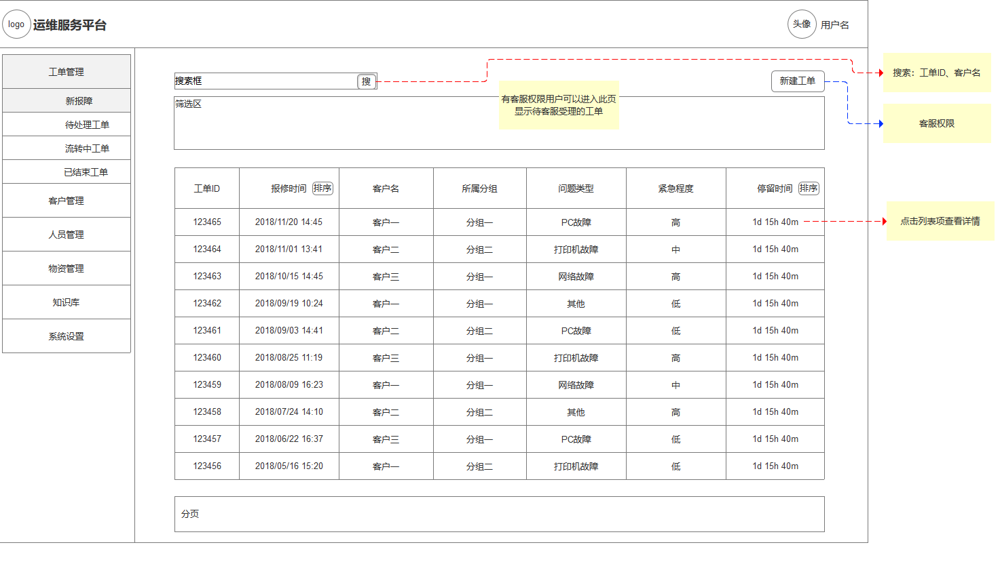 logo 运维服务平台
头像 用户名
工单管理
新报障
待处理工单
流转中工单
已结束工单
客户管理
人员管理
物资管理
知识库
系统设置
搜索框 搜
新建工单
有客服权限用户可以进入此页
显示待客服受理的工单
筛选区
搜索：工单ID、客户名
客服权限
工单ID 报修时间 排序 客户名 所属分组 问题类型 紧急程度 停留时间 排序
123465 2018/11/20 14:45 客户一 分组一 PC故障 高 1d 15h 40m
点击列表项查看详情
123464 2018/11/01 13:41 客户二 分组二 打印机故障 中 1d 15h 40m
123463 2018/10/15 14:45 客户三 分组一 网络故障 高 1d 15h 40m
123462 2018/09/19 10:24 客户一 分组一 其他 低 1d 15h 40m
123461 2018/09/03 14:41 客户二 分组二 PC故障 低 1d 15h 40m
123460 2018/08/25 11:19 客户三 分组一 打印机故障 高 1d 15h 40m
123459 2018/08/09 16:23 客户一 分组一 网络故障 中 1d 15h 40m
123458 2018/07/24 14:10 客户二 分组二 其他 高 1d 15h 40m
123457 2018/06/22 16:37 客户三 分组一 PC故障 低 1d 15h 40m
123456 2018/05/16 15:20 客户一 分组二 打印机故障 低 1d 15h 40m
分页